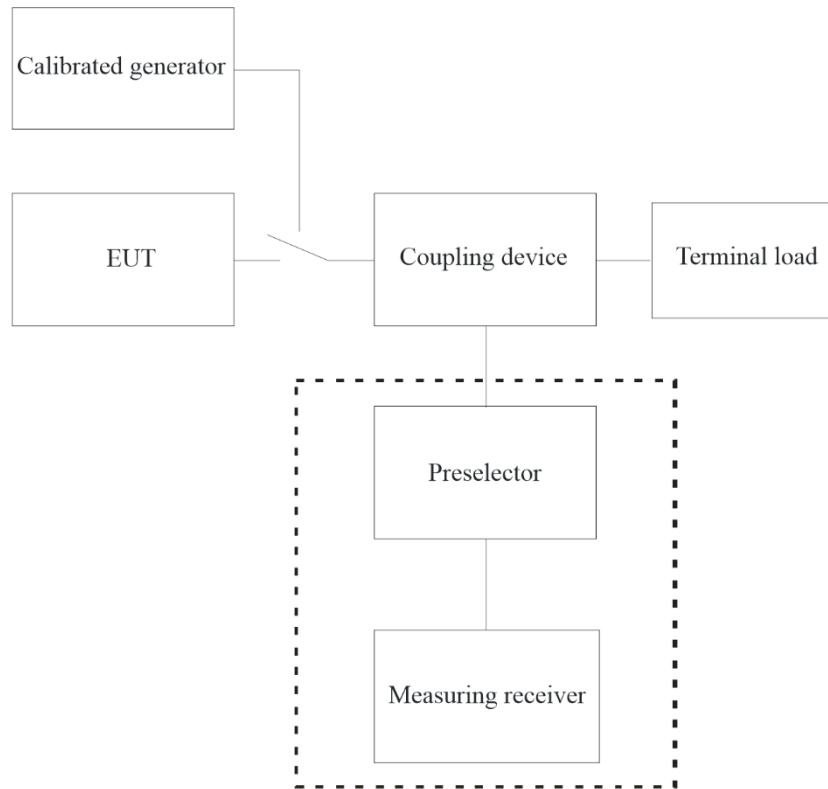 Calibrated generator
EUT
Coupling device
Terminal load
Preselector
Measuring receiver